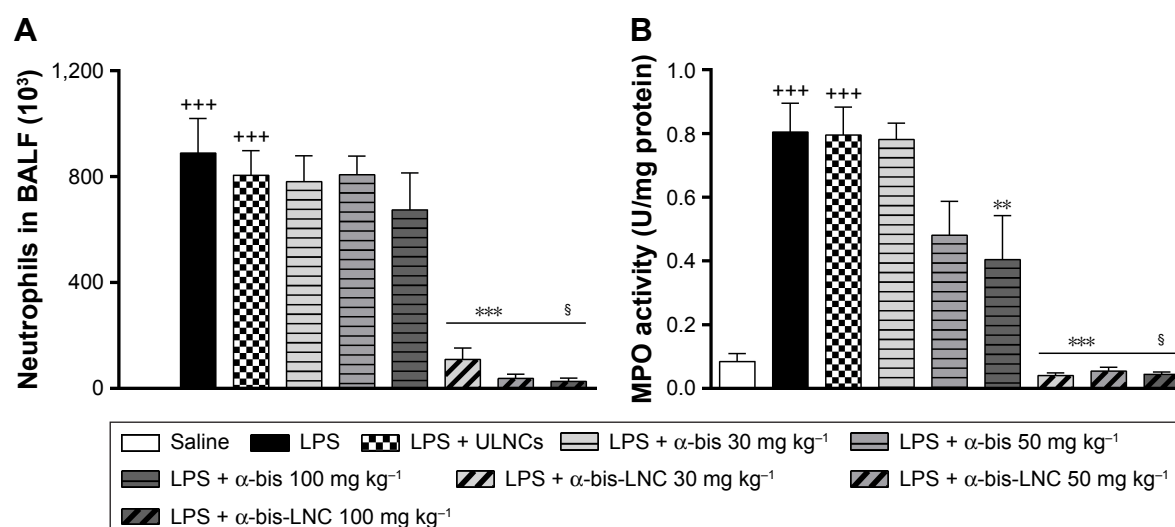 A
Neutrophils in BALF (10³)
1,200
800
400
0
+++
+++
***
§
B
MPO activity (U/mg protein)
1.0
0.8
0.6
0.4
0.2
0.0
+++
+++
**
***
§
Saline LPS LPS + ULNCs LPS + α-bis 30 mg kg⁻¹ LPS + α-bis 50 mg kg⁻¹
LPS + α-bis 100 mg kg⁻¹ LPS + α-bis-LNC 30 mg kg⁻¹ LPS + α-bis-LNC 50 mg kg⁻¹
LPS + α-bis-LNC 100 mg kg⁻¹